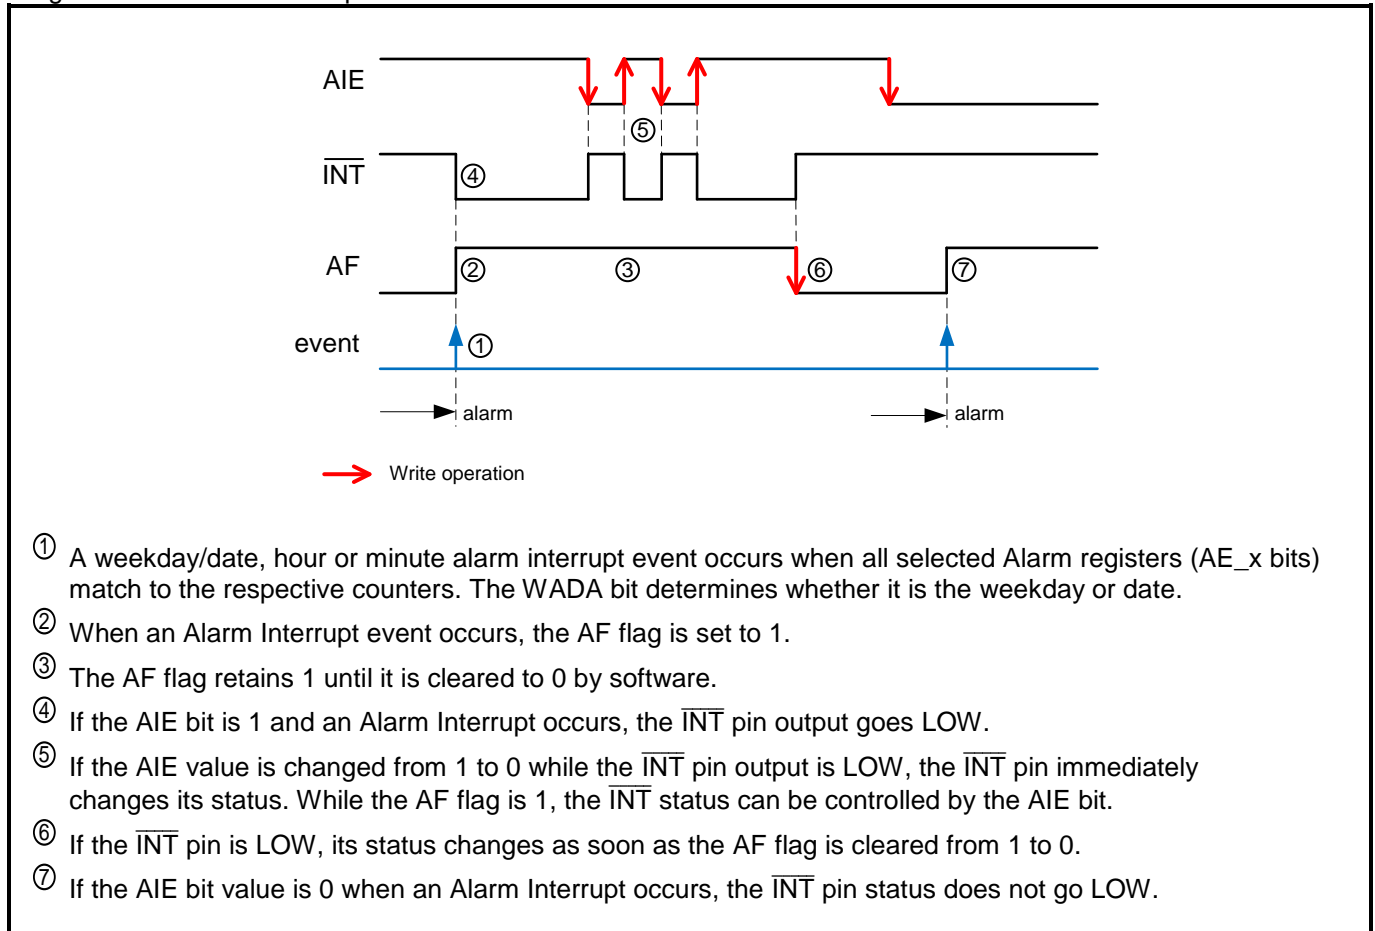 AIE
⑤
INT
④
AF
② ③ ⑥ ⑦
event
①
alarm alarm
Write operation
① A weekday/date, hour or minute alarm interrupt event occurs when all selected Alarm registers (AE_x bits)
match to the respective counters. The WADA bit determines whether it is the weekday or date.
② When an Alarm Interrupt event occurs, the AF flag is set to 1.
③ The AF flag retains 1 until it is cleared to 0 by software.
④ If the AIE bit is 1 and an Alarm Interrupt occurs, the INT pin output goes LOW.
⑤ If the AIE value is changed from 1 to 0 while the INT pin output is LOW, the INT pin immediately
changes its status. While the AF flag is 1, the INT status can be controlled by the AIE bit.
⑥ If the INT pin is LOW, its status changes as soon as the AF flag is cleared from 1 to 0.
⑦ If the AIE bit value is 0 when an Alarm Interrupt occurs, the INT pin status does not go LOW.